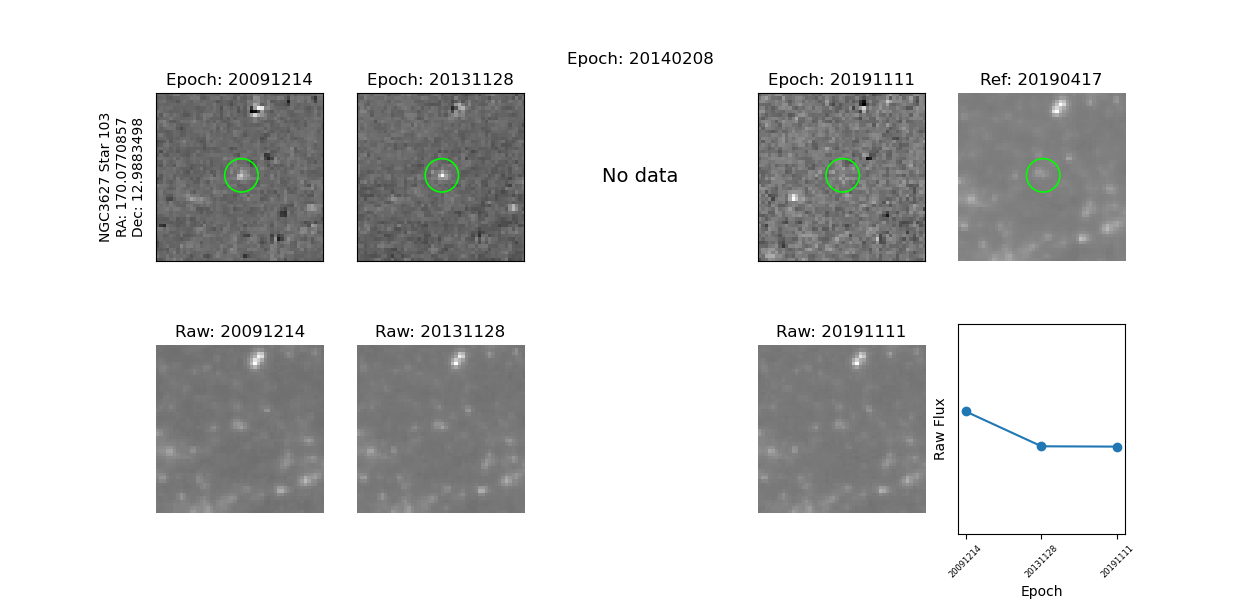 Epoch: 20140208
Epoch: 20091214
Epoch: 20131128
Epoch: 20191111
Ref: 20190417
NGC3627 Star 103
RA: 170.0770857
Dec: 12.9883498
No data
Raw: 20091214
Raw: 20131128
Raw: 20191111
Raw Flux
20091214
20131128
20191111
Epoch